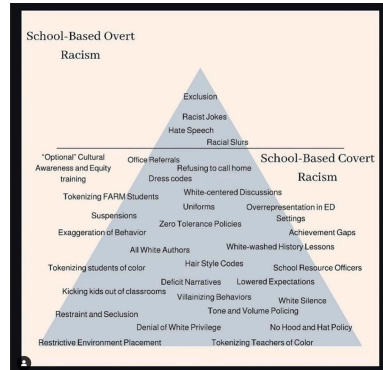 School-Based Overt
Racism
Exclusion
Racist Jokes
Hate Speech
Racial Slurs
School-Based Covert
Racism
"Optional" Cultural
Awareness and Equity
training
Office Referrals
Refusing to call home
Dress codes
Tokenizing FARM Students
White-centered Discussions
Uniforms
Overrepresentation in ED
Settings
Suspensions
Zero Tolerance Policies
Exaggeration of Behavior
Achievement Gaps
All White Authors
White-washed History Lessons
Tokenizing students of color
Hair Style Codes
School Resource Officers
Deficit Narratives
Lowered Expectations
Kicking kids out of classrooms
Villainizing Behaviors
White Silence
Restraint and Seclusion
Tone and Volume Policing
Denial of White Privilege
No Hood and Hat Policy
Restrictive Environment Placement
Tokenizing Teachers of Color